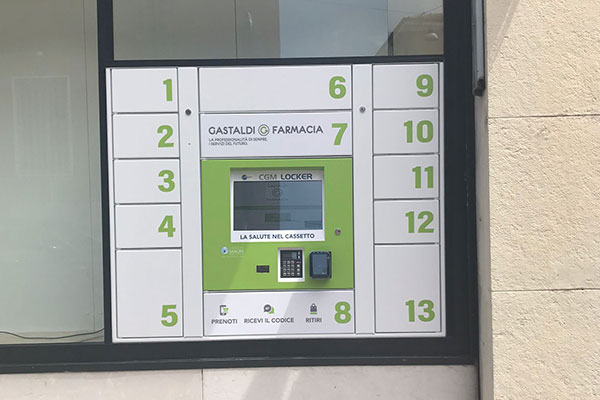 1
2
3
4
5
6
GASTALDI G FARMACIA
LA PROFESSIONALITÀ DI SEMPRE,
I SERVIZI DEL FUTURO.
7
CGM LOCKER
LA SALUTE NEL CASSETTO
PRENOTI
RICEVI IL CODICE
RITIRI
8
9
10
11
12
13